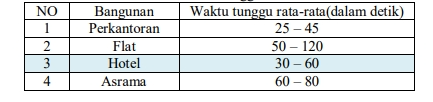 NO Bangunan Waktu tunggu rata-rata(dalam detik)
1 Perkantoran 25 – 45
2 Flat 50 – 120
3 Hotel 30 – 60
4 Asrama 60 – 80